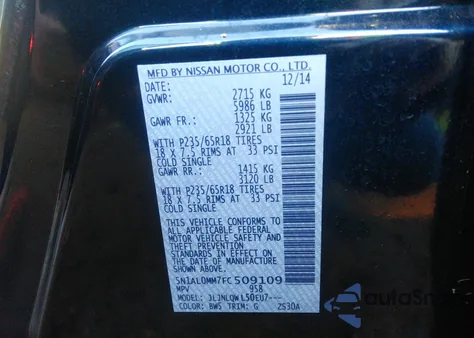 MFD BY NISSAN MOTOR CO., LTD.
DATE: 12/14
GVWR: 2715 KG
5986 LB
GAWR FR.: 1325 KG
2921 LB
WITH P235/65R18 TIRES
18 X 7.5 RIMS AT 33 PSI
COLD SINGLE
GAWR RR.: 1415 KG
3120 LB
WITH P235/65R18 TIRES
18 X 7.5 RIMS AT 33 PSI
COLD SINGLE
THIS VEHICLE CONFORMS TO
ALL APPLICABLE FEDERAL
MOTOR VEHICLE SAFETY AND
THEFT PREVENTION
STANDARDS IN EFFECT ON
THE DATE OF MANUFACTURE
SHOWN ABOVE.
5N1AL0MM7FC509109
MPV 958
MODEL: JLJNLQWL50EU7---
COLOR: BW5 TRIM: G ZS30A